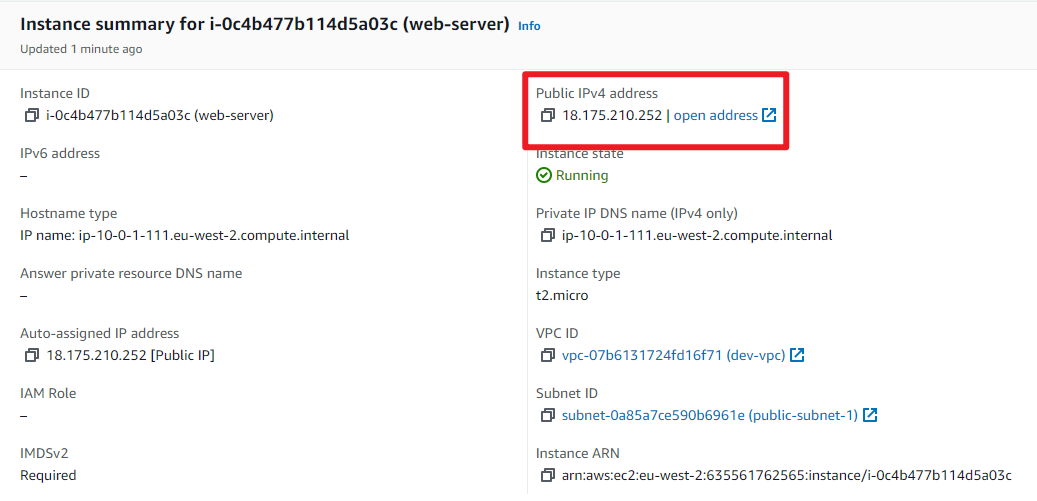 Instance summary for i-0c4b477b114d5a03c (web-server) Info
Updated 1 minute ago
Instance ID
i-0c4b477b114d5a03c (web-server)
Public IPv4 address
18.175.210.252 | open address
IPv6 address
–
Instance state
Running
Hostname type
IP name: ip-10-0-1-111.eu-west-2.compute.internal
Private IP DNS name (IPv4 only)
ip-10-0-1-111.eu-west-2.compute.internal
Answer private resource DNS name
–
Instance type
t2.micro
Auto-assigned IP address
18.175.210.252 [Public IP]
VPC ID
vpc-07b6131724fd16f71 (dev-vpc)
IAM Role
–
Subnet ID
subnet-0a85a7ce590b6961e (public-subnet-1)
IMDSv2
Required
Instance ARN
arn:aws:ec2:eu-west-2:635561762565:instance/i-0c4b477b114d5a03c